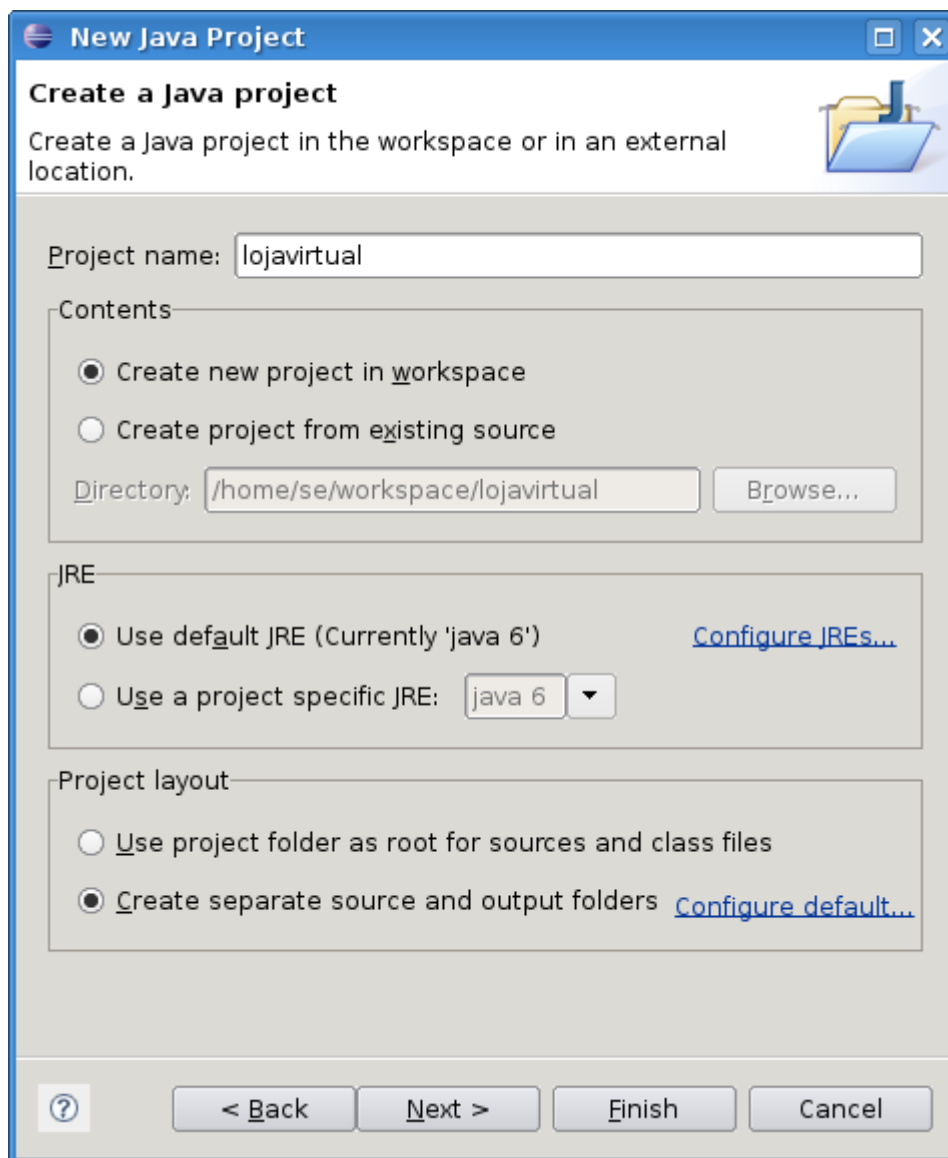 New Java Project
Create a Java project
Create a Java project in the workspace or in an external
location.
Project name: lojavirtual
Contents
Create new project in workspace
Create project from existing source
Directory: /home/se/workspace/lojavirtual Browse...
JRE
Use default JRE (Currently 'java 6') Configure JREs...
Use a project specific JRE: java 6
Project layout
Use project folder as root for sources and class files
Create separate source and output folders Configure default...
? < Back Next > Finish Cancel